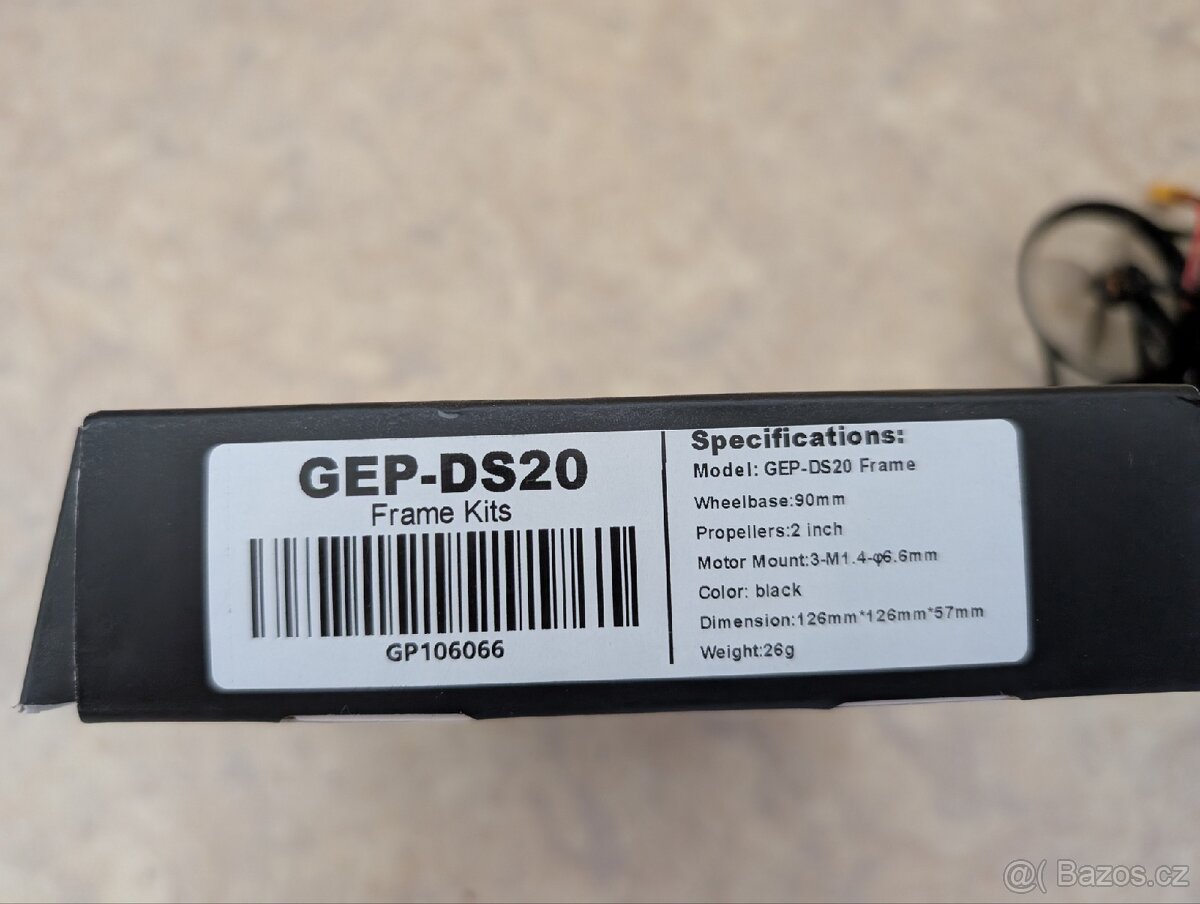 GEP-DS20
Frame Kits
GP106066
Specifications:
Model: GEP-DS20 Frame
Wheelbase:90mm
Propellers:2 inch
Motor Mount:3-M1.4-φ6.6mm
Color: black
Dimension:126mm*126mm*57mm
Weight:26g
@( Bazos.cz